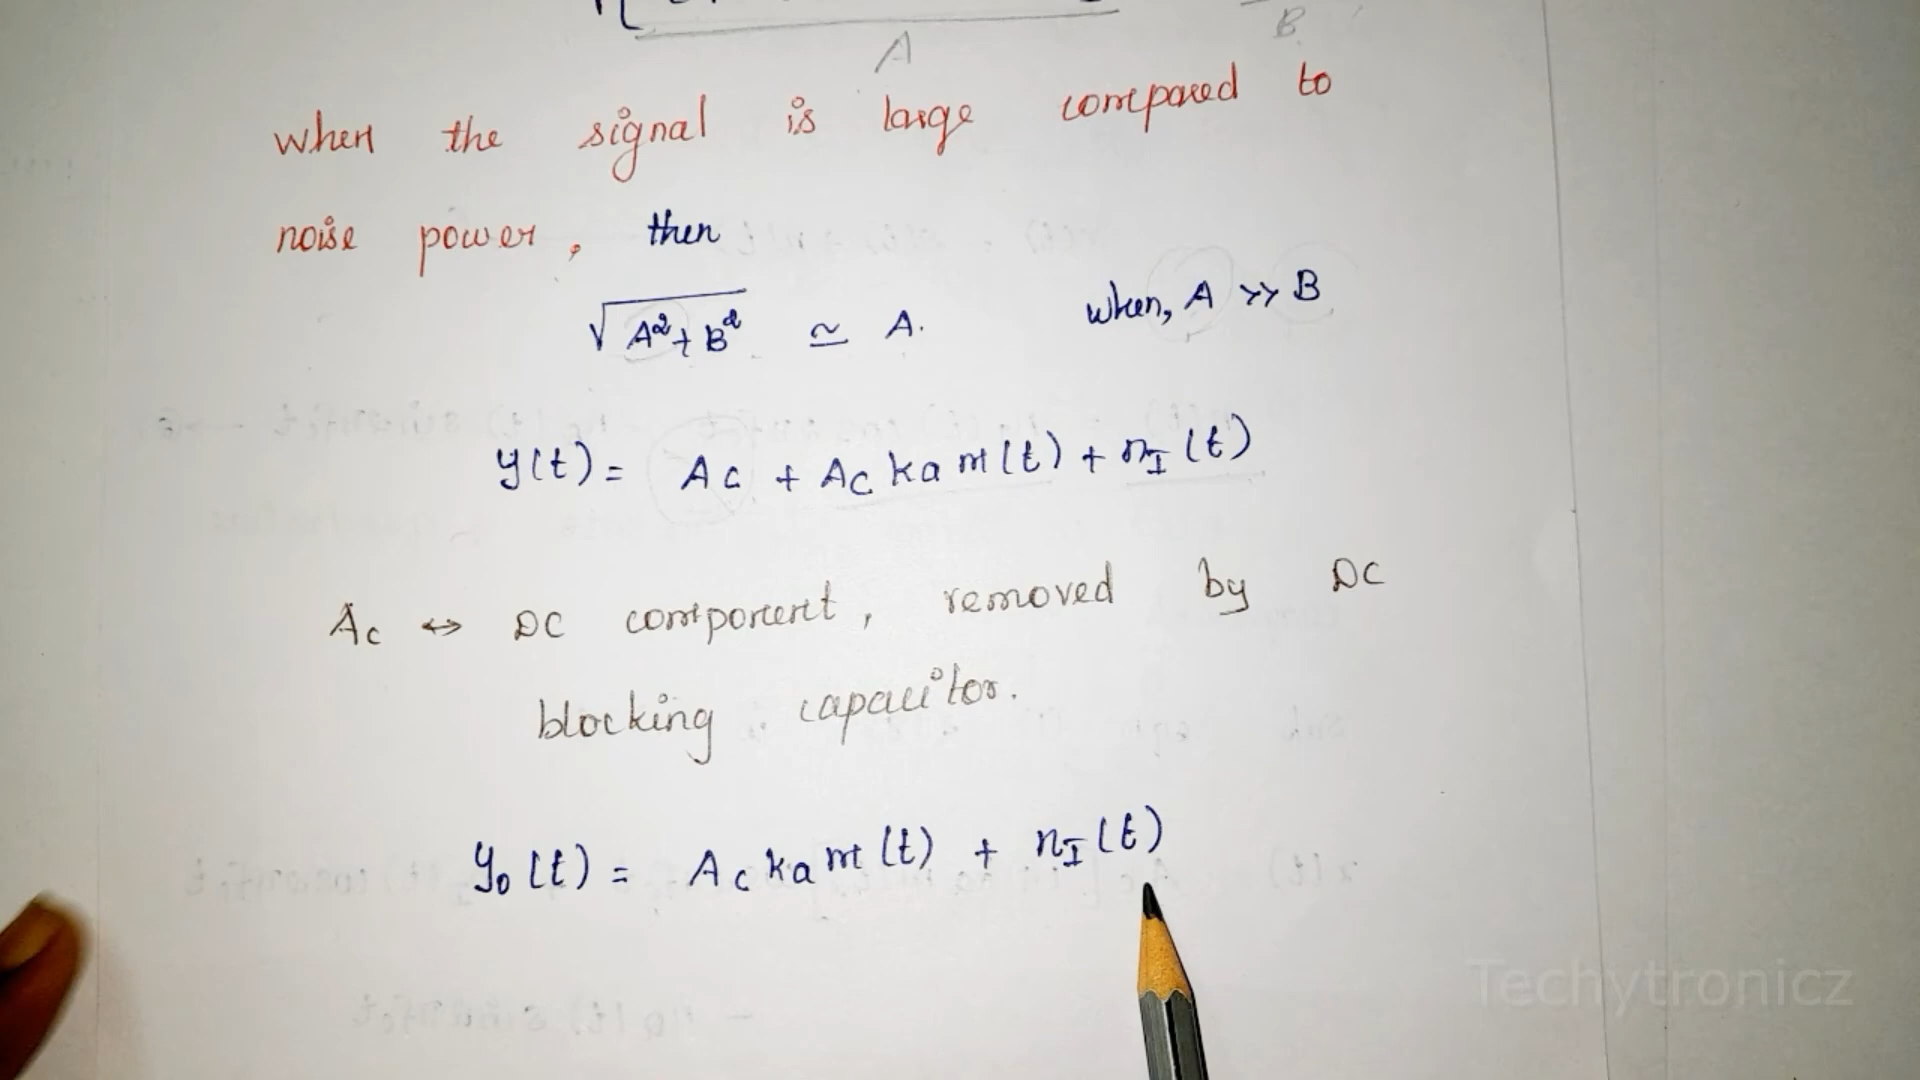 A
B
when the signal is large compared to
noise power, then
√A²+B² ≃ A. when, A >> B
y(t) = Ac + Ac ka m(t) + nI (t)
Ac ↔ DC component, removed by DC
blocking capacitor.
yo (t) = Ac ka m(t) + nI (t)
Techytronicz